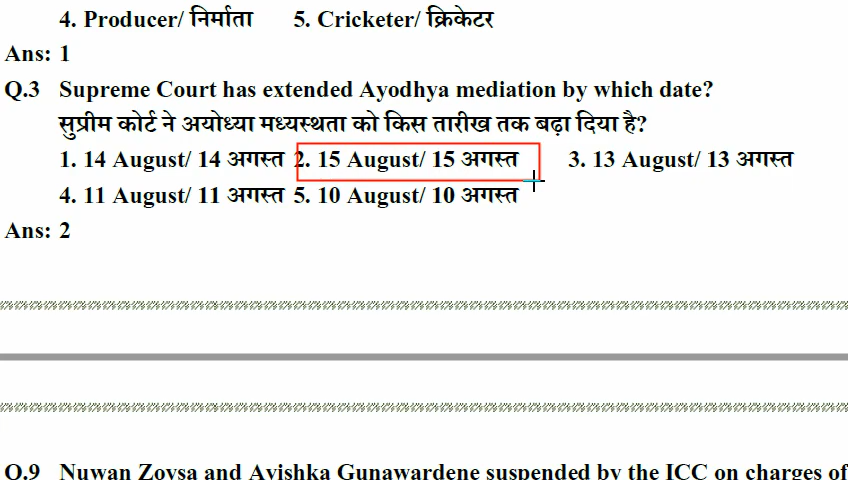 4. Producer/ निर्माता 5. Cricketer/ क्रिकेटर
Ans: 1
Q.3 Supreme Court has extended Ayodhya mediation by which date?
सुप्रीम कोर्ट ने अयोध्या मध्यस्थता को किस तारीख तक बढ़ा दिया है?
1. 14 August/ 14 अगस्त 2. 15 August/ 15 अगस्त 3. 13 August/ 13 अगस्त
4. 11 August/ 11 अगस्त 5. 10 August/ 10 अगस्त
Ans: 2
Q.9 Nuwan Zoysa and Avishka Gunawardene suspended by the ICC on charges of